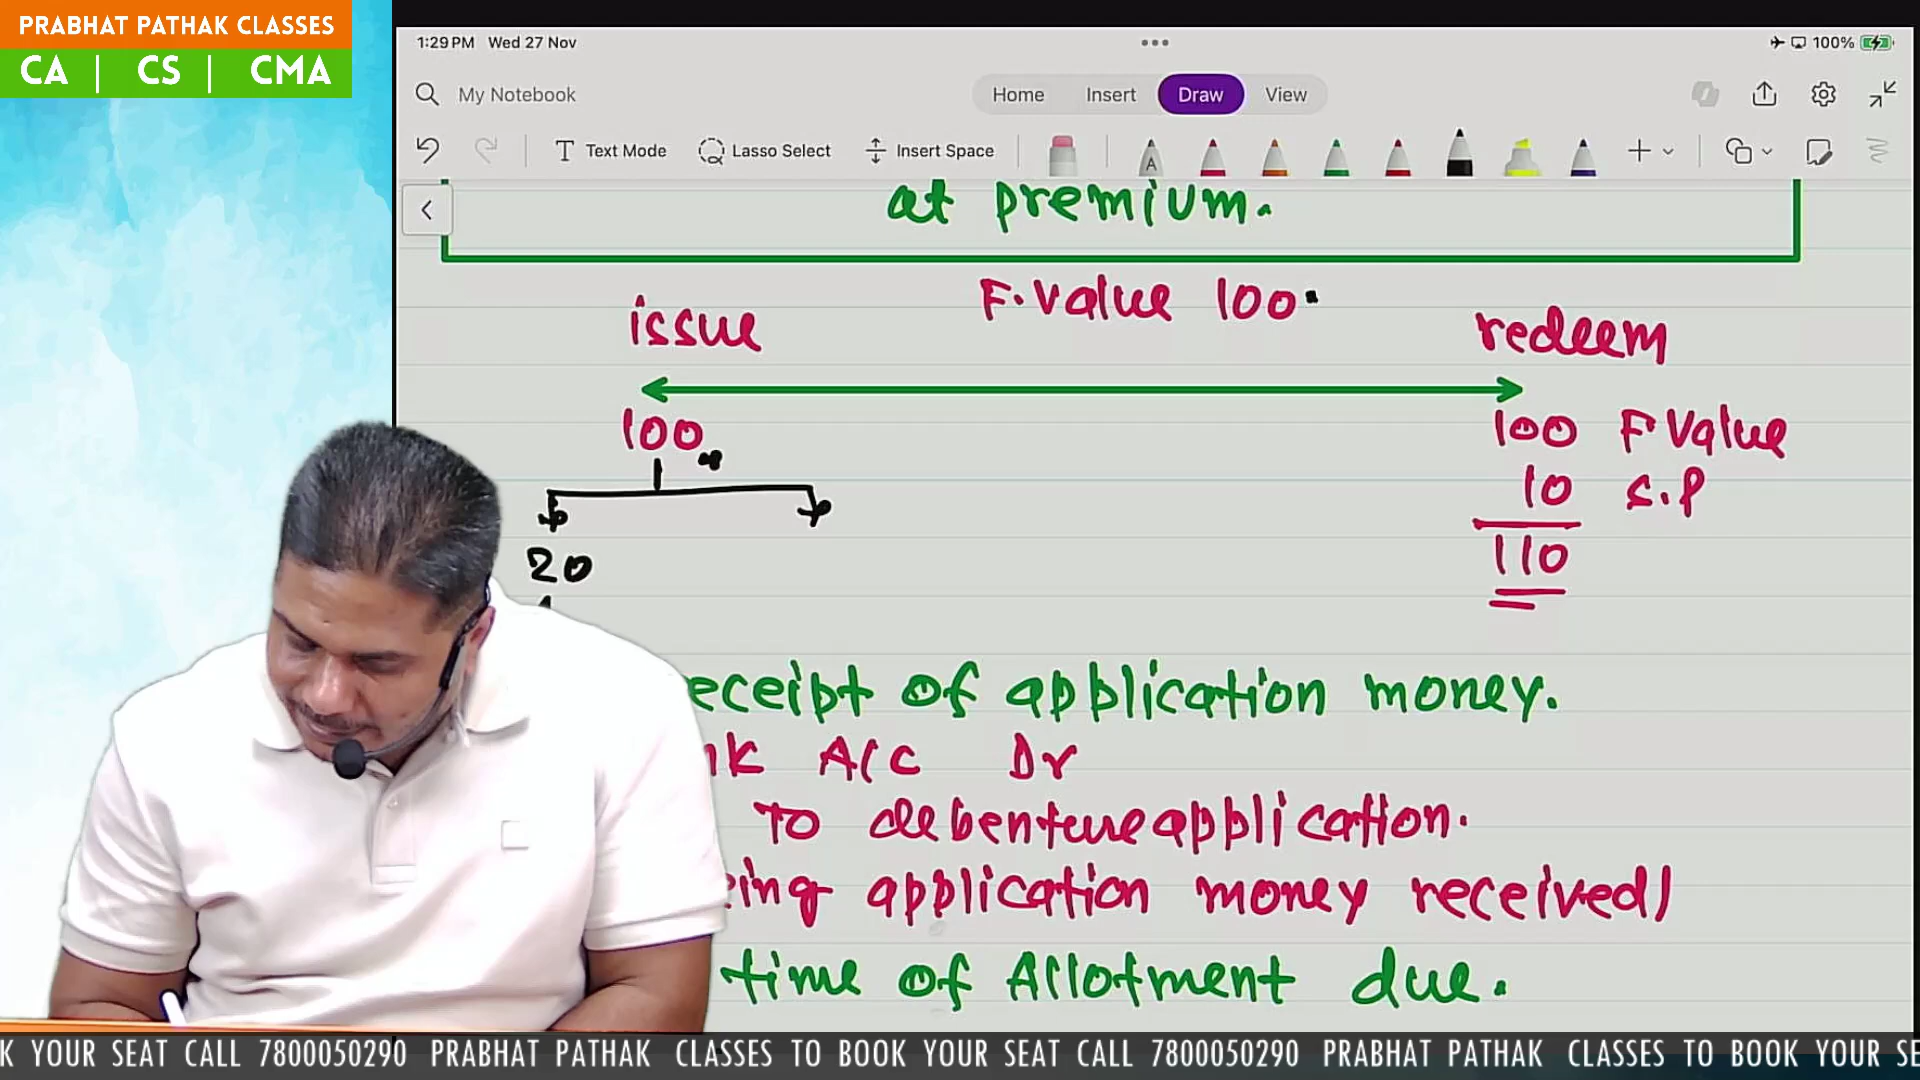 PRABHAT PATHAK CLASSES
CA | CS | CMA
1:29 PM Wed 27 Nov
100%
My Notebook
Home Insert Draw View
Text Mode Lasso Select Insert Space
A
at premium.
F. Value 100
issue
redeem
100
100 F. Value
10 S.P
110
20
eceipt of application money.
nk A/c Dr
To debenture application.
eing application money received)
time of Allotment due.
K YOUR SEAT CALL 7800050290 PRABHAT PATHAK CLASSES TO BOOK YOUR SEAT CALL 7800050290 PRABHAT PATHAK CLASSES TO BOOK YOUR SE